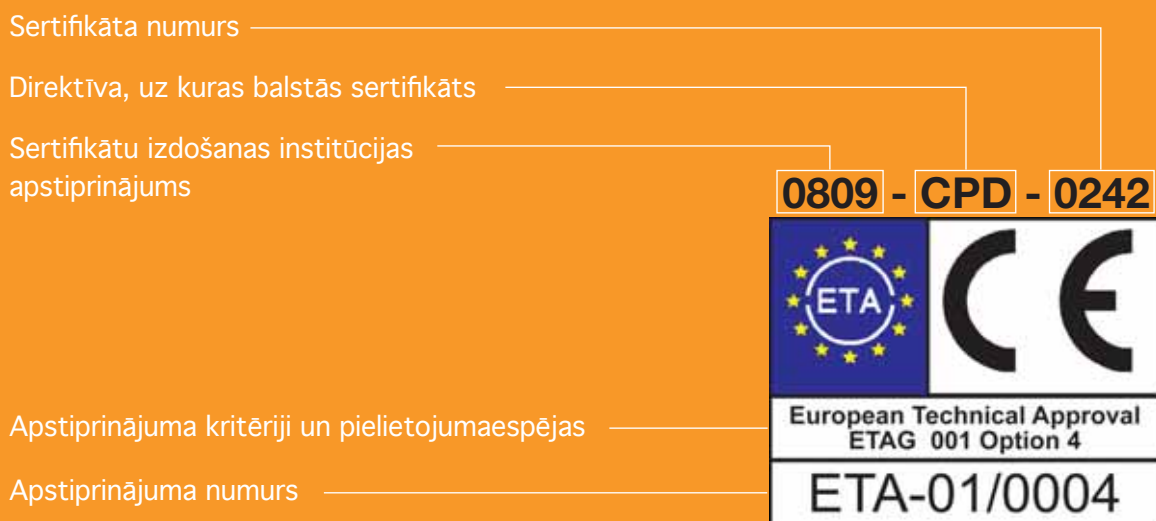 Sertifikāta numurs
Direktīva, uz kuras balstās sertifikāts
Sertifikātu izdošanas institūcijas
apstiprinājums
0809 - CPD - 0242
ETA
CE
European Technical Approval
ETAG 001 Option 4
Apstiprinājuma kritēriji un pielietojumaespējas
Apstiprinājuma numurs
ETA-01/0004